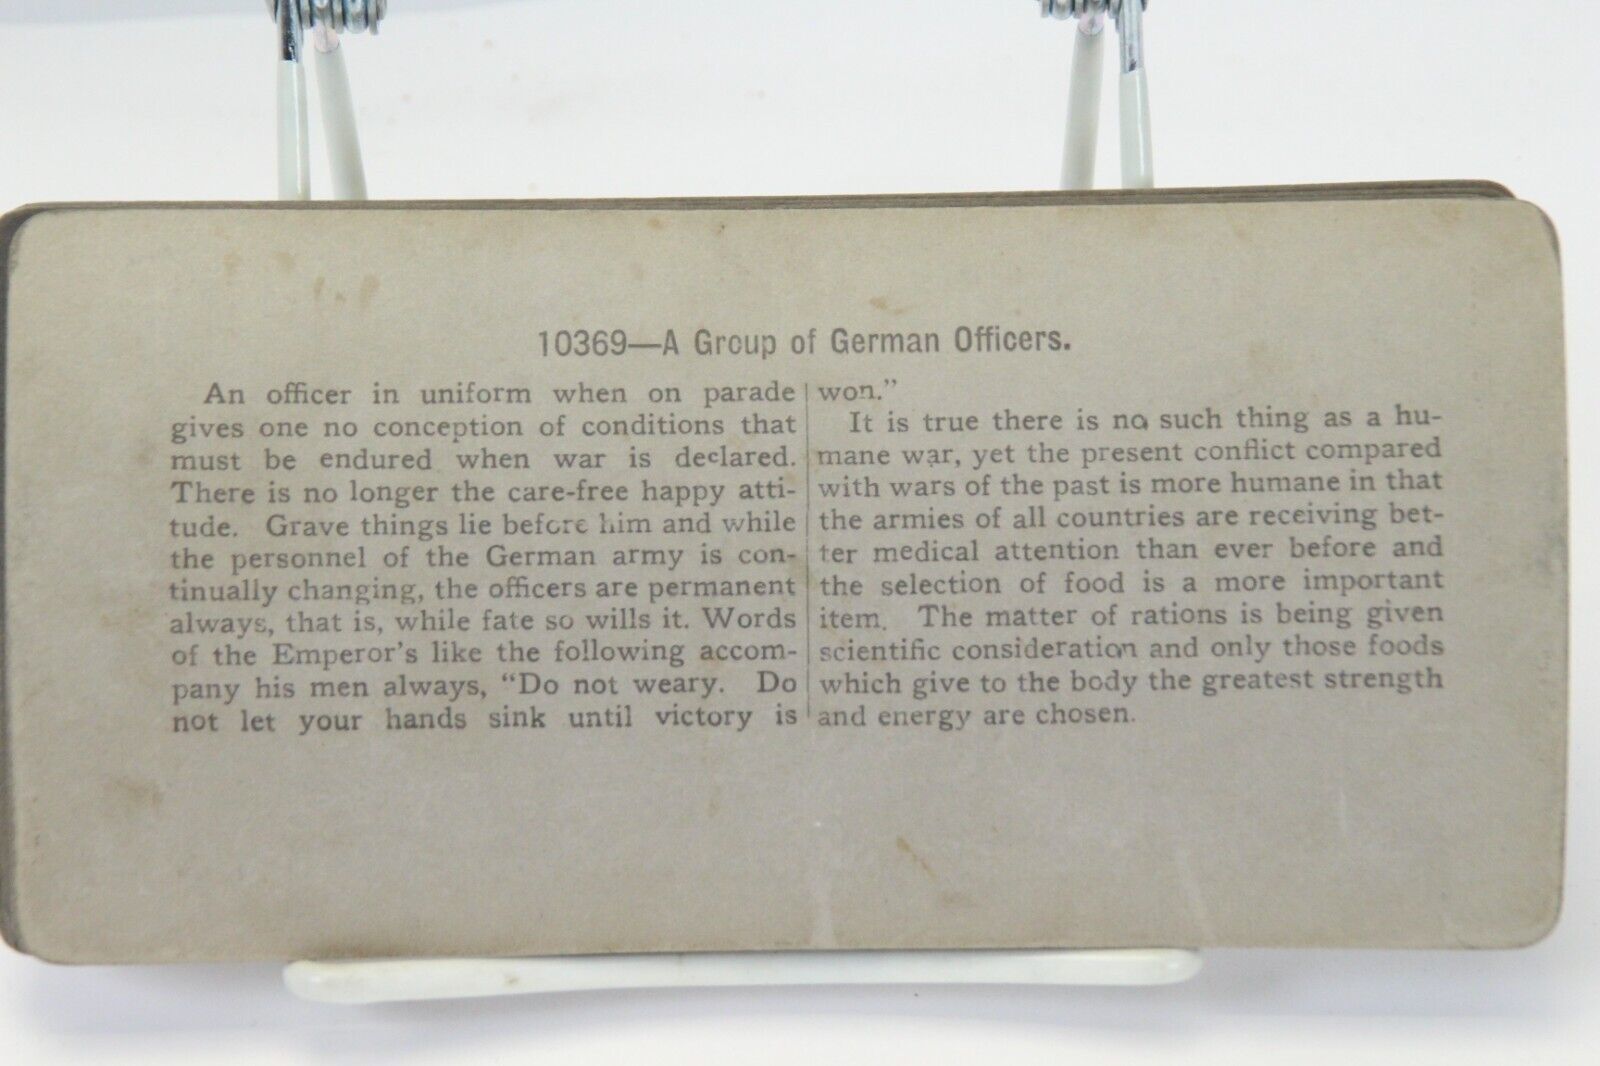 10369—A Group of German Officers.
An officer in uniform when on parade
gives one no conception of conditions that
must be endured when war is declared.
There is no longer the care-free happy atti-
tude. Grave things lie before him and while
the personnel of the German army is con-
tinually changing, the officers are permanent
always, that is, while fate so wills it. Words
of the Emperor's like the following accom-
pany his men always, "Do not weary. Do
not let your hands sink until victory is
won."
It is true there is no such thing as a hu-
mane war, yet the present conflict compared
with wars of the past is more humane in that
the armies of all countries are receiving bet-
ter medical attention than ever before and
the selection of food is a more important
item. The matter of rations is being given
scientific consideration and only those foods
which give to the body the greatest strength
and energy are chosen.